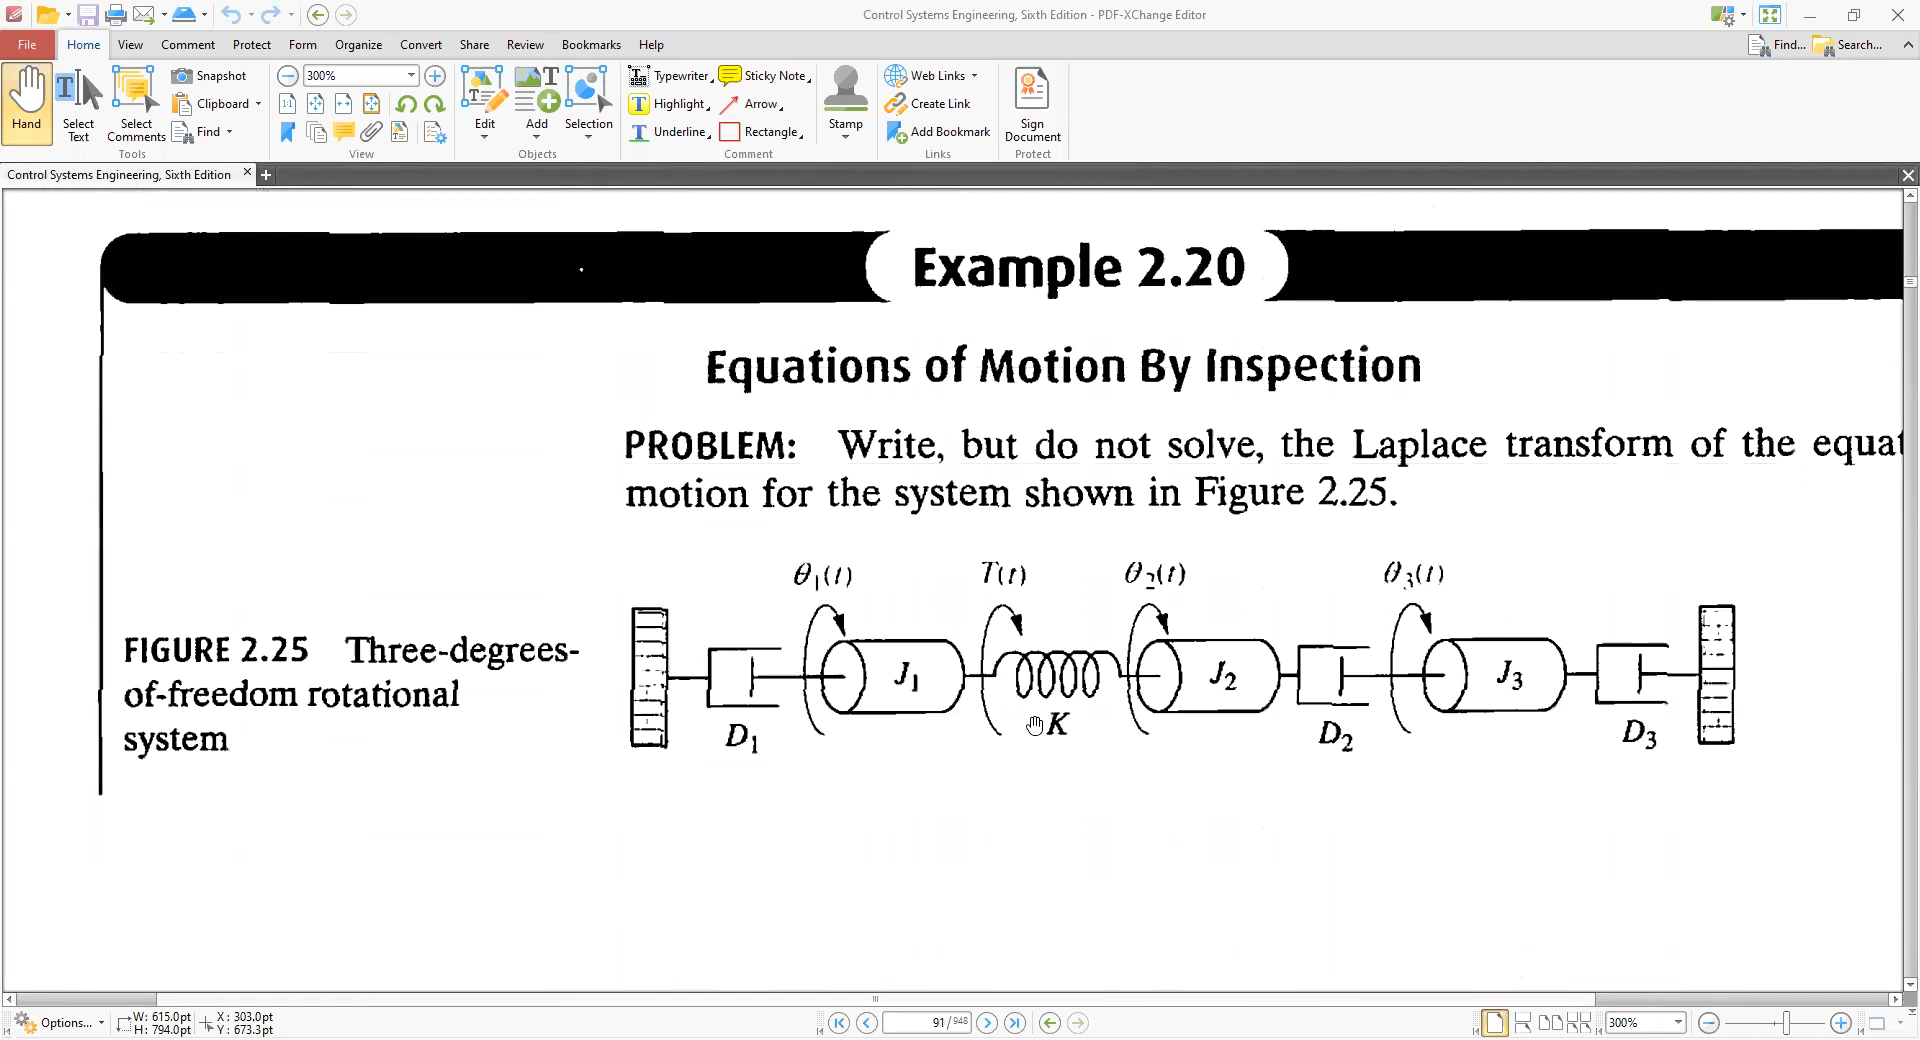 Control Systems Engineering, Sixth Edition - PDF-XChange Editor
File Home View Comment Protect Form Organize Convert Share Review Bookmarks Help
Find... Search...
Hand
Select Text
Select Comments
Snapshot
Clipboard
Find
Tools
300%
1:1
View
Edit
Add
Selection
Objects
Typewriter
Highlight
Underline
Sticky Note
Arrow
Rectangle
Stamp
Comment
Web Links
Create Link
Add Bookmark
Links
Sign Document
Protect
Control Systems Engineering, Sixth Edition
Example 2.20
Equations of Motion By Inspection
PROBLEM: Write, but do not solve, the Laplace transform of the equat
motion for the system shown in Figure 2.25.
θ1(t) T(t) θ2(t) θ3(t)
J1 J2 J3
D1 K D2 D3
FIGURE 2.25 Three-degrees-
of-freedom rotational
system
Options...
W: 615.0pt
H: 794.0pt
X: 303.0pt
Y: 673.3pt
91/948
300%